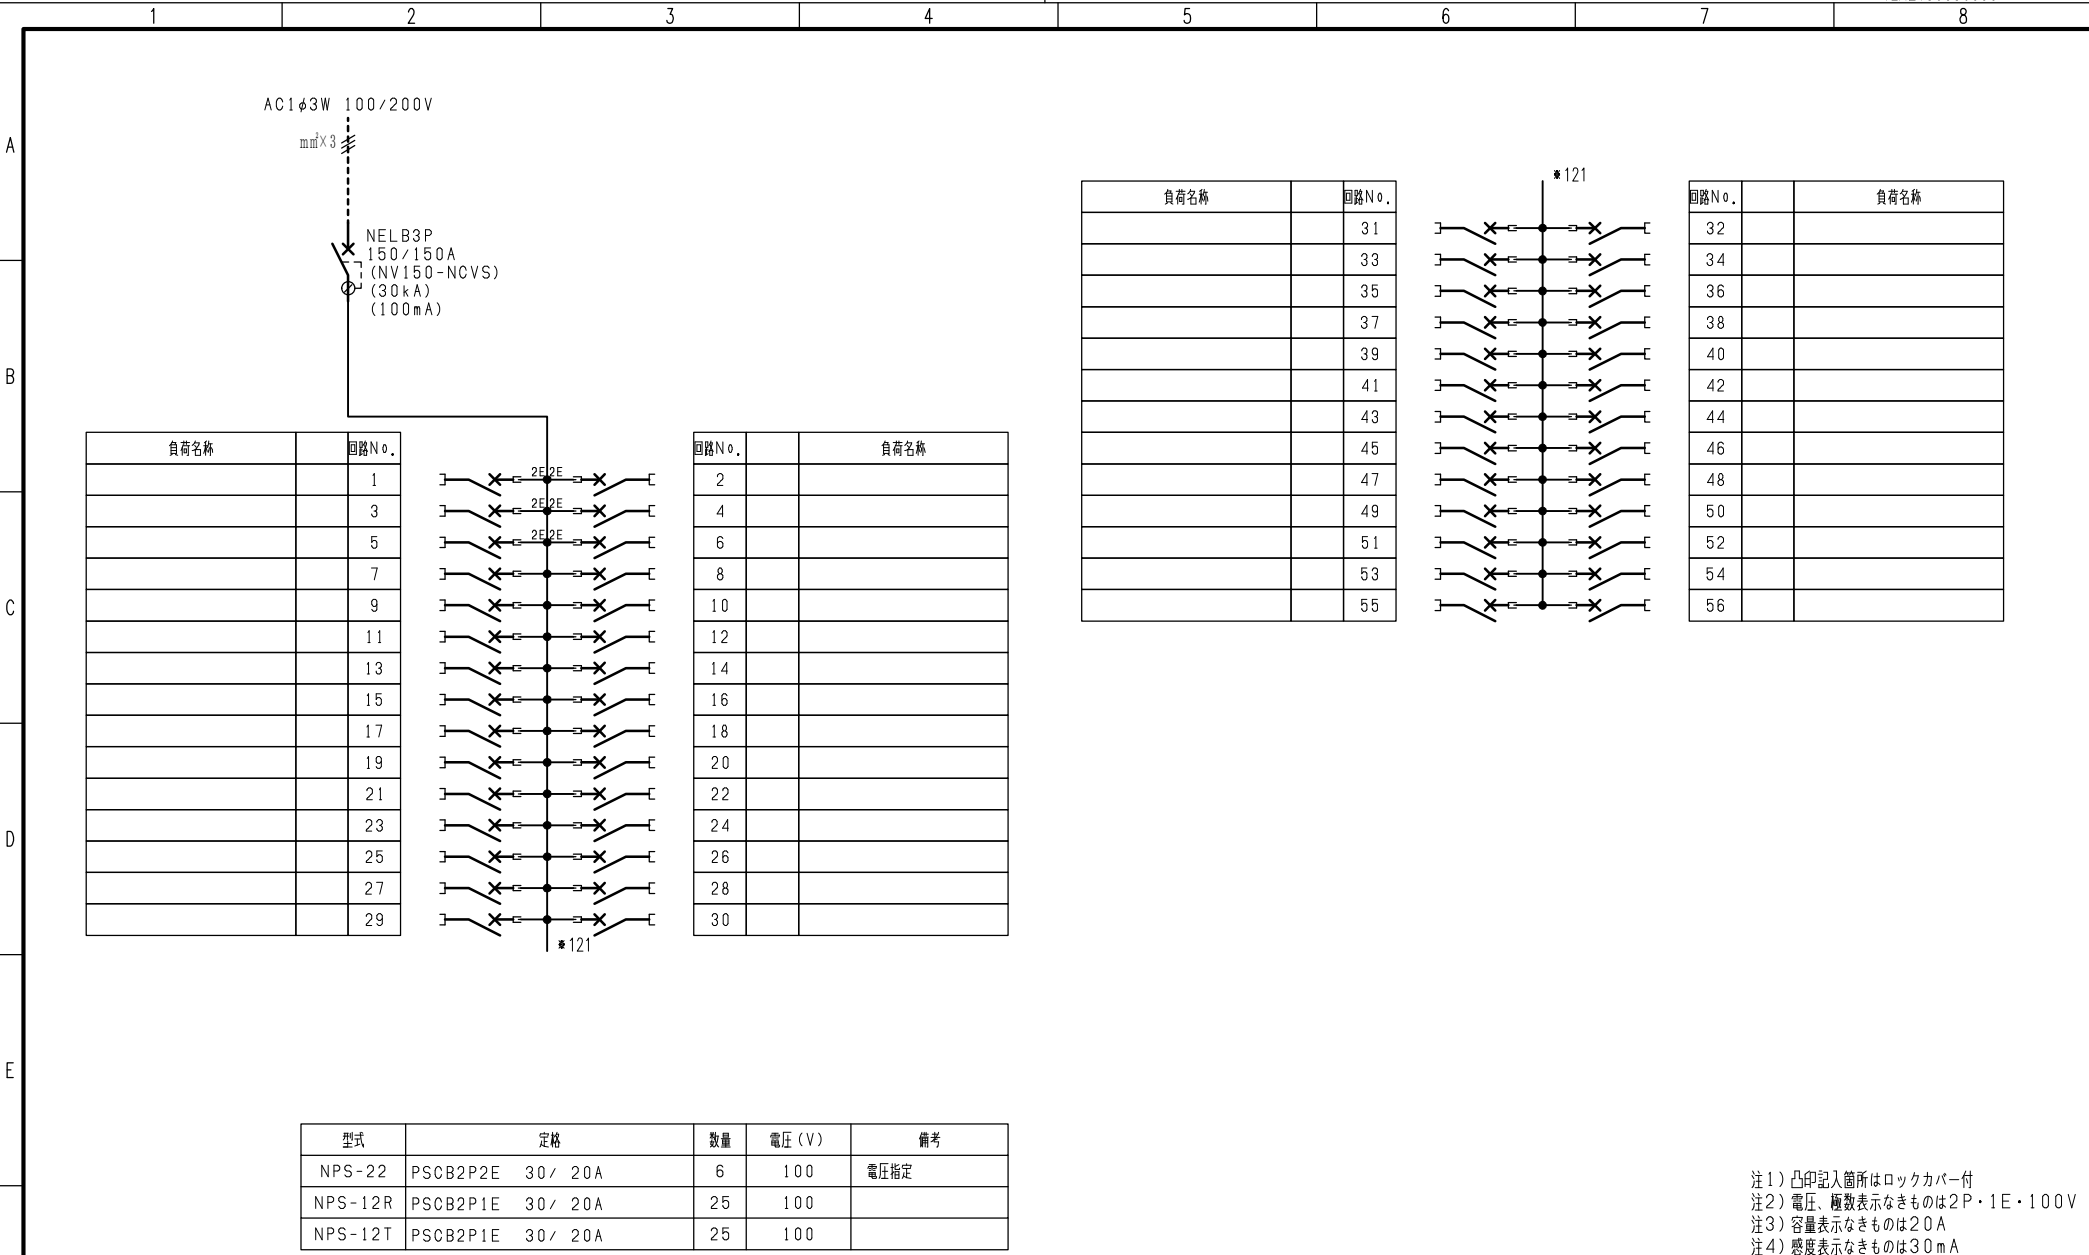 1 2 3 4 5 6 7 8
A
B
C
D
E
AC1φ3W 100/200V
mm²×3
NELB3P
150/150A
(NV150-NCVS)
(30kA)
(100mA)
負荷名称 回路No. 回路No. 負荷名称
1 2E 2E 2
3 2E 2E 4
5 2E 2E 6
7 8
9 10
11 12
13 14
15 16
17 18
19 20
21 22
23 24
25 26
27 28
29 30
*121
*121
負荷名称 回路No. 回路No. 負荷名称
31 32
33 34
35 36
37 38
39 40
41 42
43 44
45 46
47 48
49 50
51 52
53 54
55 56
型式 定格 数量 電圧(V) 備考
NPS-22 PSCB2P2E 30/ 20A 6 100 電圧指定
NPS-12R PSCB2P1E 30/ 20A 25 100
NPS-12T PSCB2P1E 30/ 20A 25 100
注1)凸印記入箇所はロックカバー付
注2)電圧、極数表示なきものは2P・1E・100V
注3)容量表示なきものは20A
注4)感度表示なきものは30mA